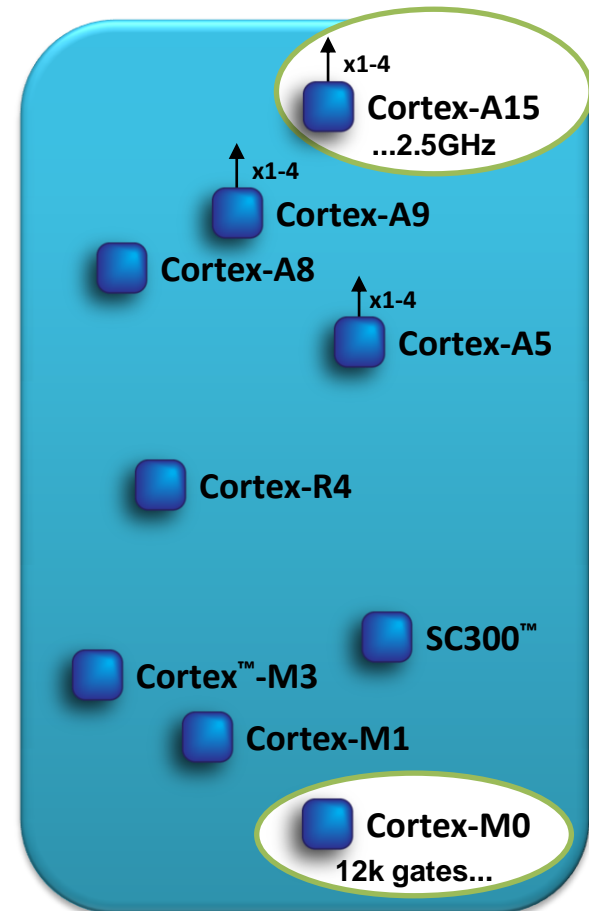 x1-4
Cortex-A15
...2.5GHz
x1-4
Cortex-A9
Cortex-A8
x1-4
Cortex-A5
Cortex-R4
SC300™
Cortex™-M3
Cortex-M1
Cortex-M0
12k gates...